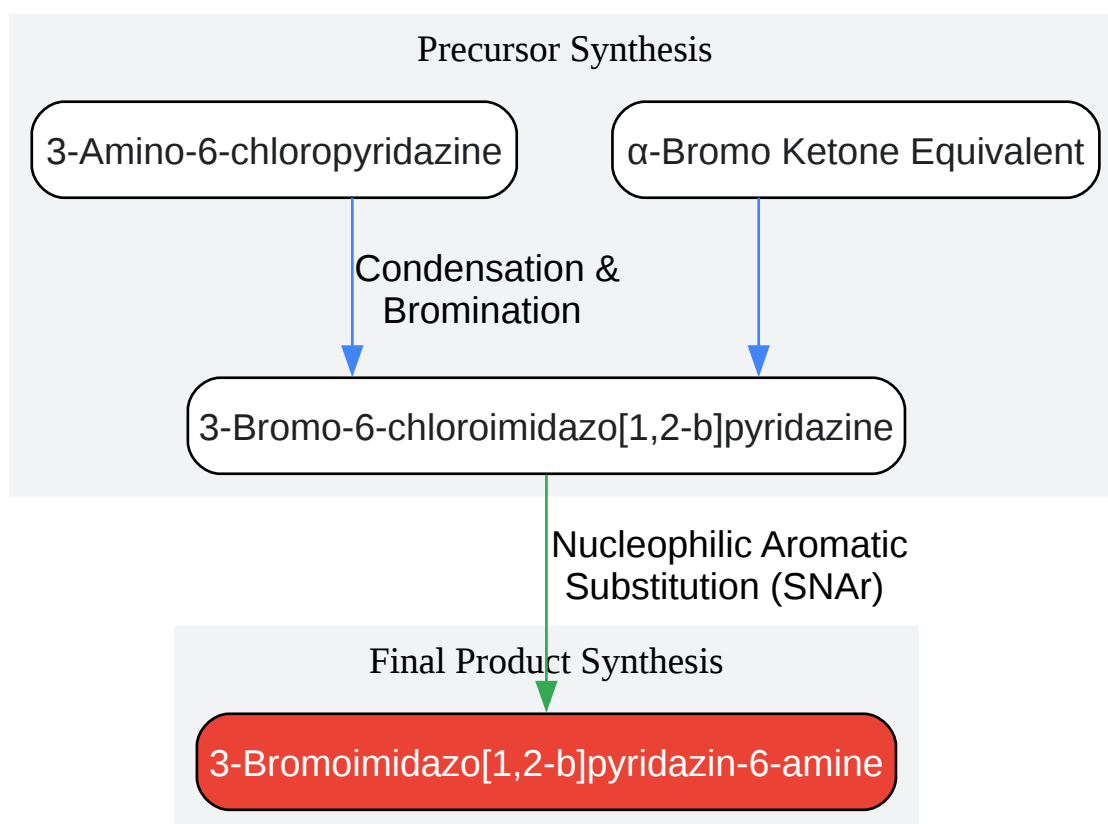 Precursor Synthesis
3-Amino-6-chloropyridazine
α-Bromo Ketone Equivalent
Condensation &
Bromination
3-Bromo-6-chloroimidazo[1,2-b]pyridazine
Nucleophilic Aromatic
Substitution (SNAr)
Final Product Synthesis
3-Bromoimidazo[1,2-b]pyridazin-6-amine